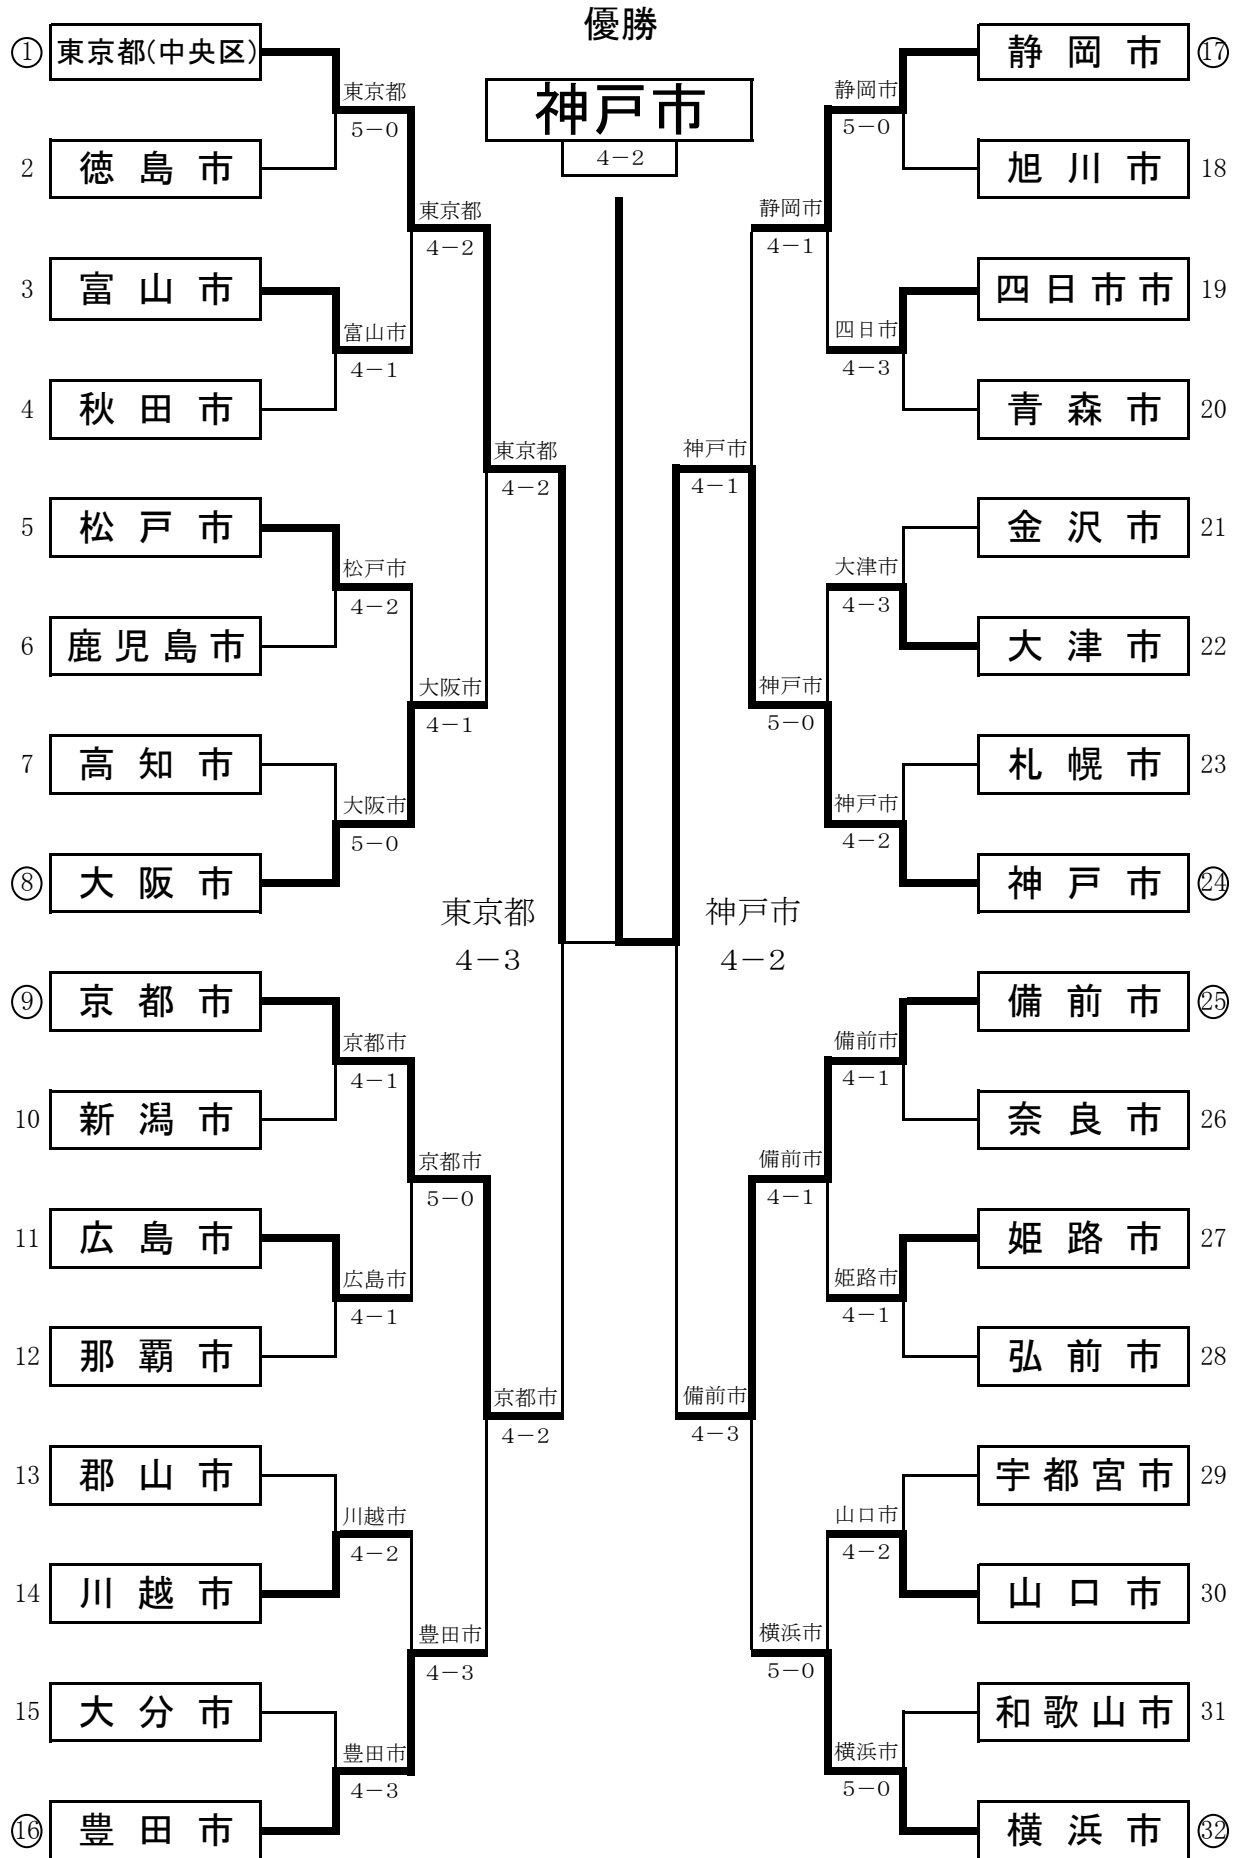 優勝
神戸市
4-2
① 東京都(中央区)
2 徳島市
3 富山市
4 秋田市
5 松戸市
6 鹿児島市
7 高知市
⑧ 大阪市
⑨ 京都市
10 新潟市
11 広島市
12 那覇市
13 郡山市
14 川越市
15 大分市
⑯ 豊田市
東京都
5-0
富山市
4-1
松戸市
4-2
大阪市
5-0
京都市
4-1
広島市
4-1
川越市
4-2
豊田市
4-3
東京都
4-2
大阪市
4-1
京都市
5-0
豊田市
4-3
東京都
4-2
京都市
4-2
東京都
4-3
神戸市
4-2
神戸市
4-1
備前市
4-3
静岡市
4-1
神戸市
5-0
備前市
4-1
横浜市
5-0
静岡市
5-0
四日市
4-3
大津市
4-3
神戸市
4-2
備前市
4-1
姫路市
4-1
山口市
4-2
横浜市
5-0
静岡市 ⑰
旭川市 18
四日市市 19
青森市 20
金沢市 21
大津市 22
札幌市 23
神戸市 ㉔
備前市 ㉕
奈良市 26
姫路市 27
弘前市 28
宇都宮市 29
山口市 30
和歌山市 31
横浜市 ㉜